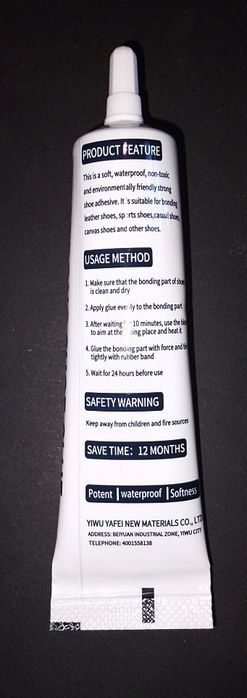 PRODUCT FEATURE
This is a soft, waterproof, non-toxic
and environmentally friendly strong
shoe adhesive. It is suitable for bonding
leather shoes, sports shoes,casual shoes,
canvas shoes and other shoes.
USAGE METHOD
1. Make sure that the bonding part of shoes
is clean and dry
2. Apply glue evenly to the bonding part
3. After waiting 10 minutes, use the
to aim at the place and heat it
4. Glue the bonding part with force and
tightly with rubber band
5. Wait for 24 hours before use
SAFETY WARNING
Keep away from children and fire sources
SAVE TIME: 12 MONTHS
Potent | waterproof | Softness
YIWU YAFEI NEW MATERIALS CO., LTD
ADDRESS: BEIYUAN INDUSTRIAL ZONE, YIWU CITY
TELEPHONE: 4001558138